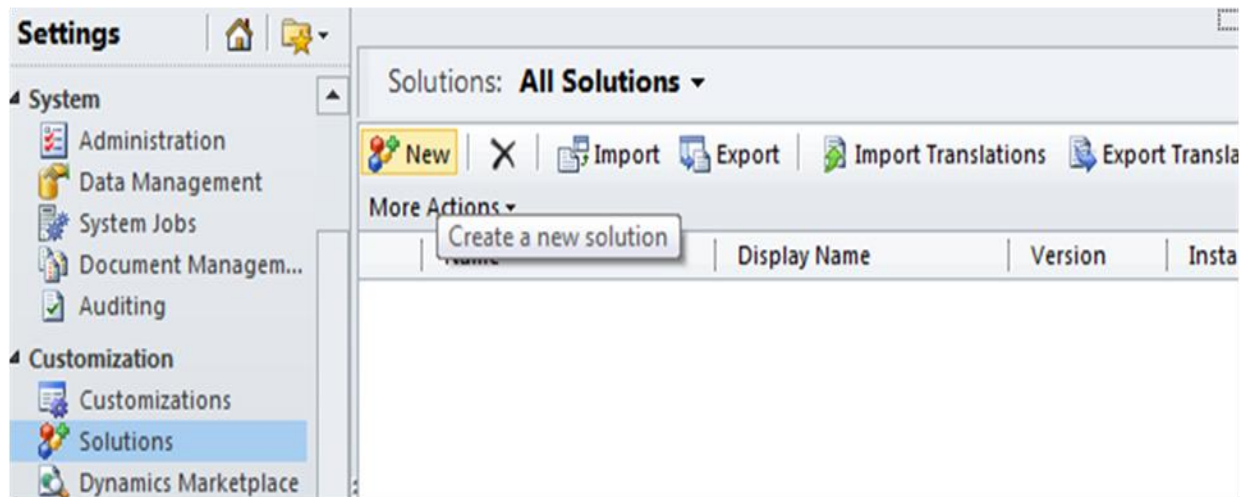 Settings
System
Administration
Data Management
System Jobs
Document Managem...
Auditing
Customization
Customizations
Solutions
Dynamics Marketplace
Solutions: All Solutions
New Import Export Import Translations Export Transla
More Actions
Create a new solution
Name Display Name Version Insta